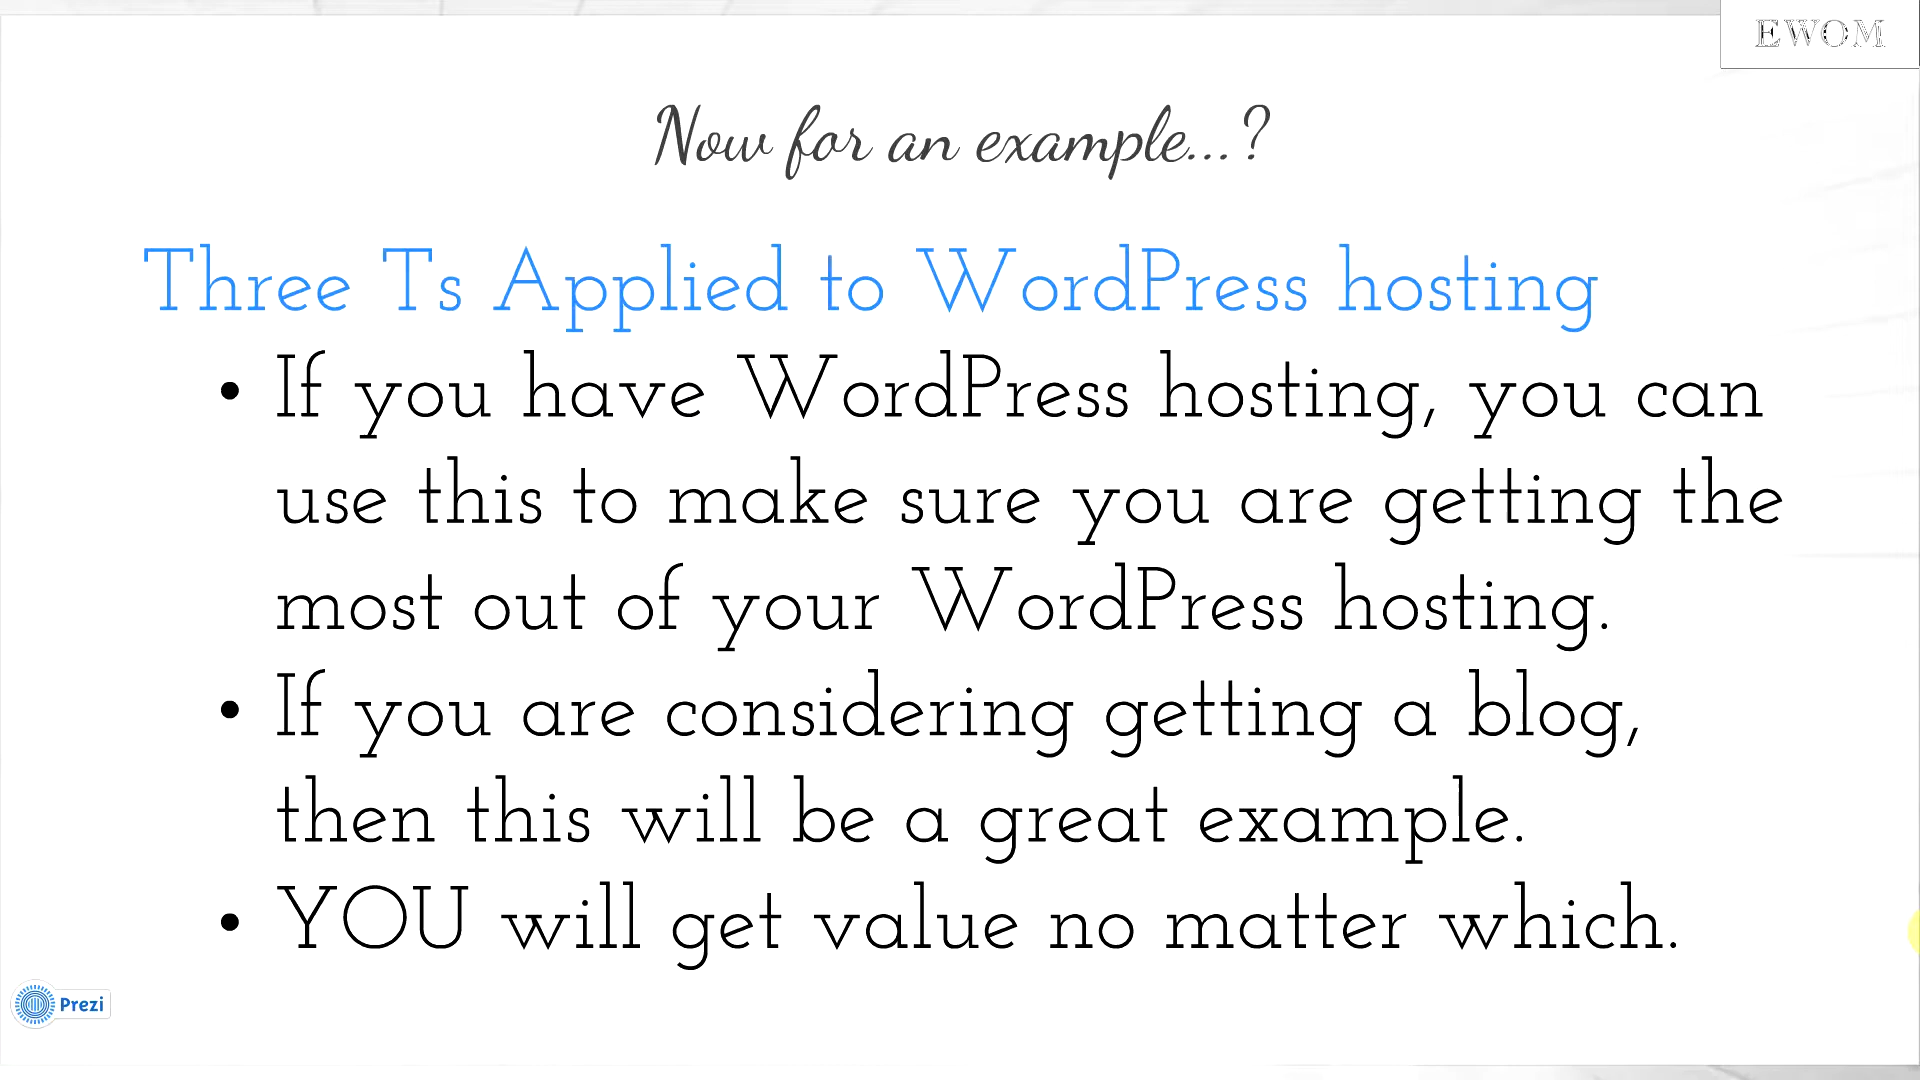 EWOM
Now for an example...?
Three Ts Applied to WordPress hosting
• If you have WordPress hosting, you can
use this to make sure you are getting the
most out of your WordPress hosting.
• If you are considering getting a blog,
then this will be a great example.
• YOU will get value no matter which.
Prezi